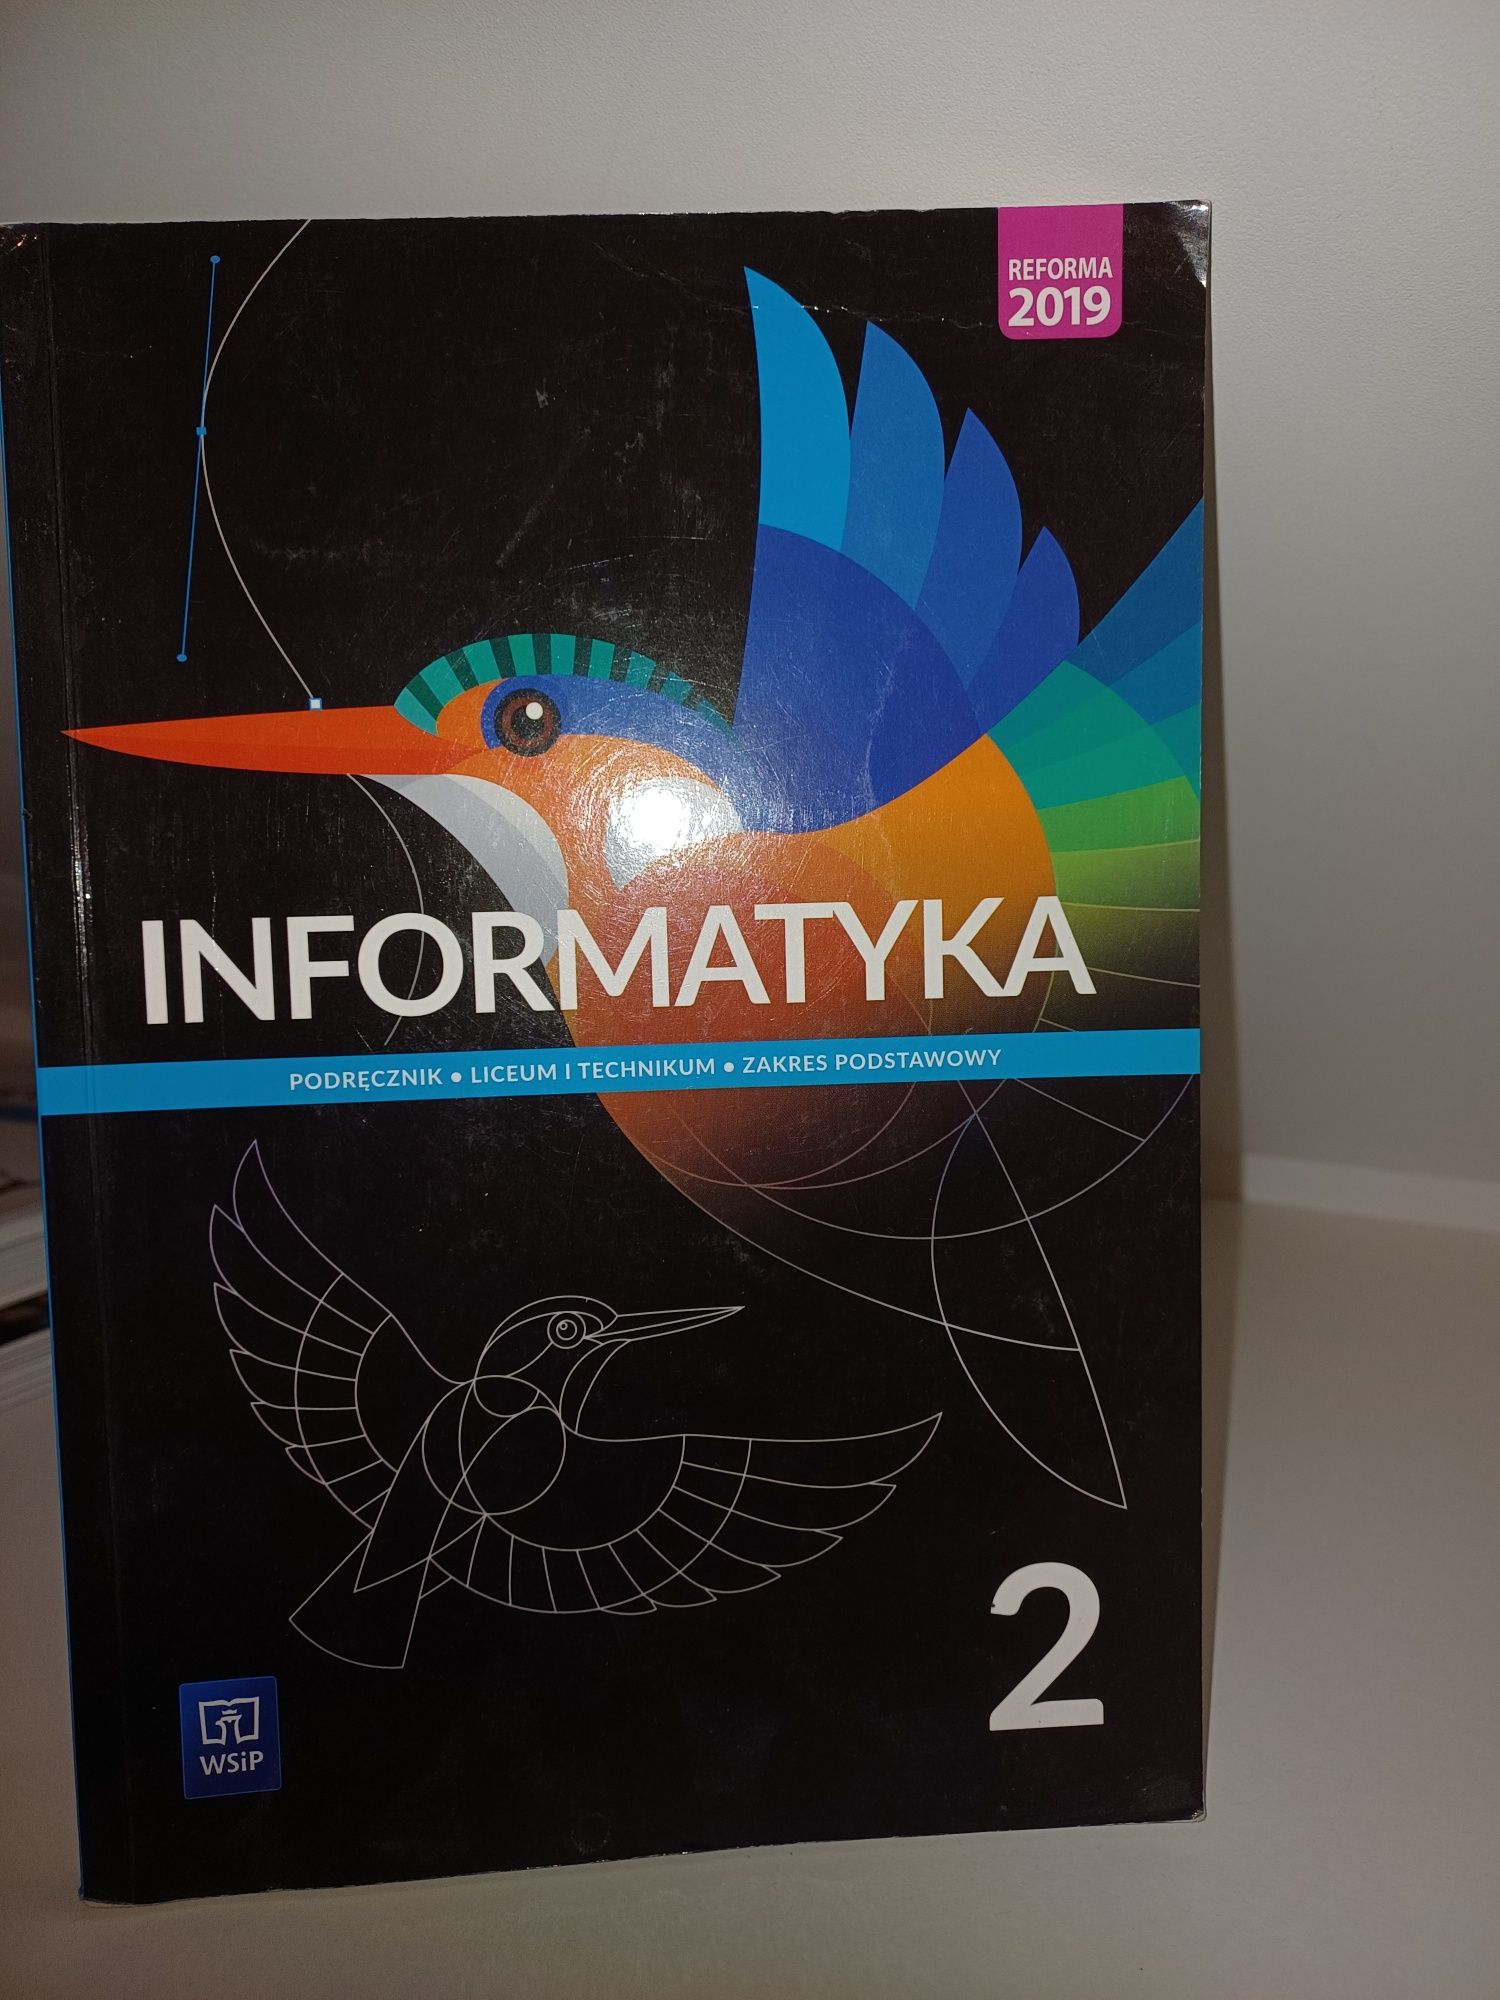 REFORMA
2019
INFORMATYKA
PODRĘCZNIK ● LICEUM I TECHNIKUM ● ZAKRES PODSTAWOWY
2
WSiP